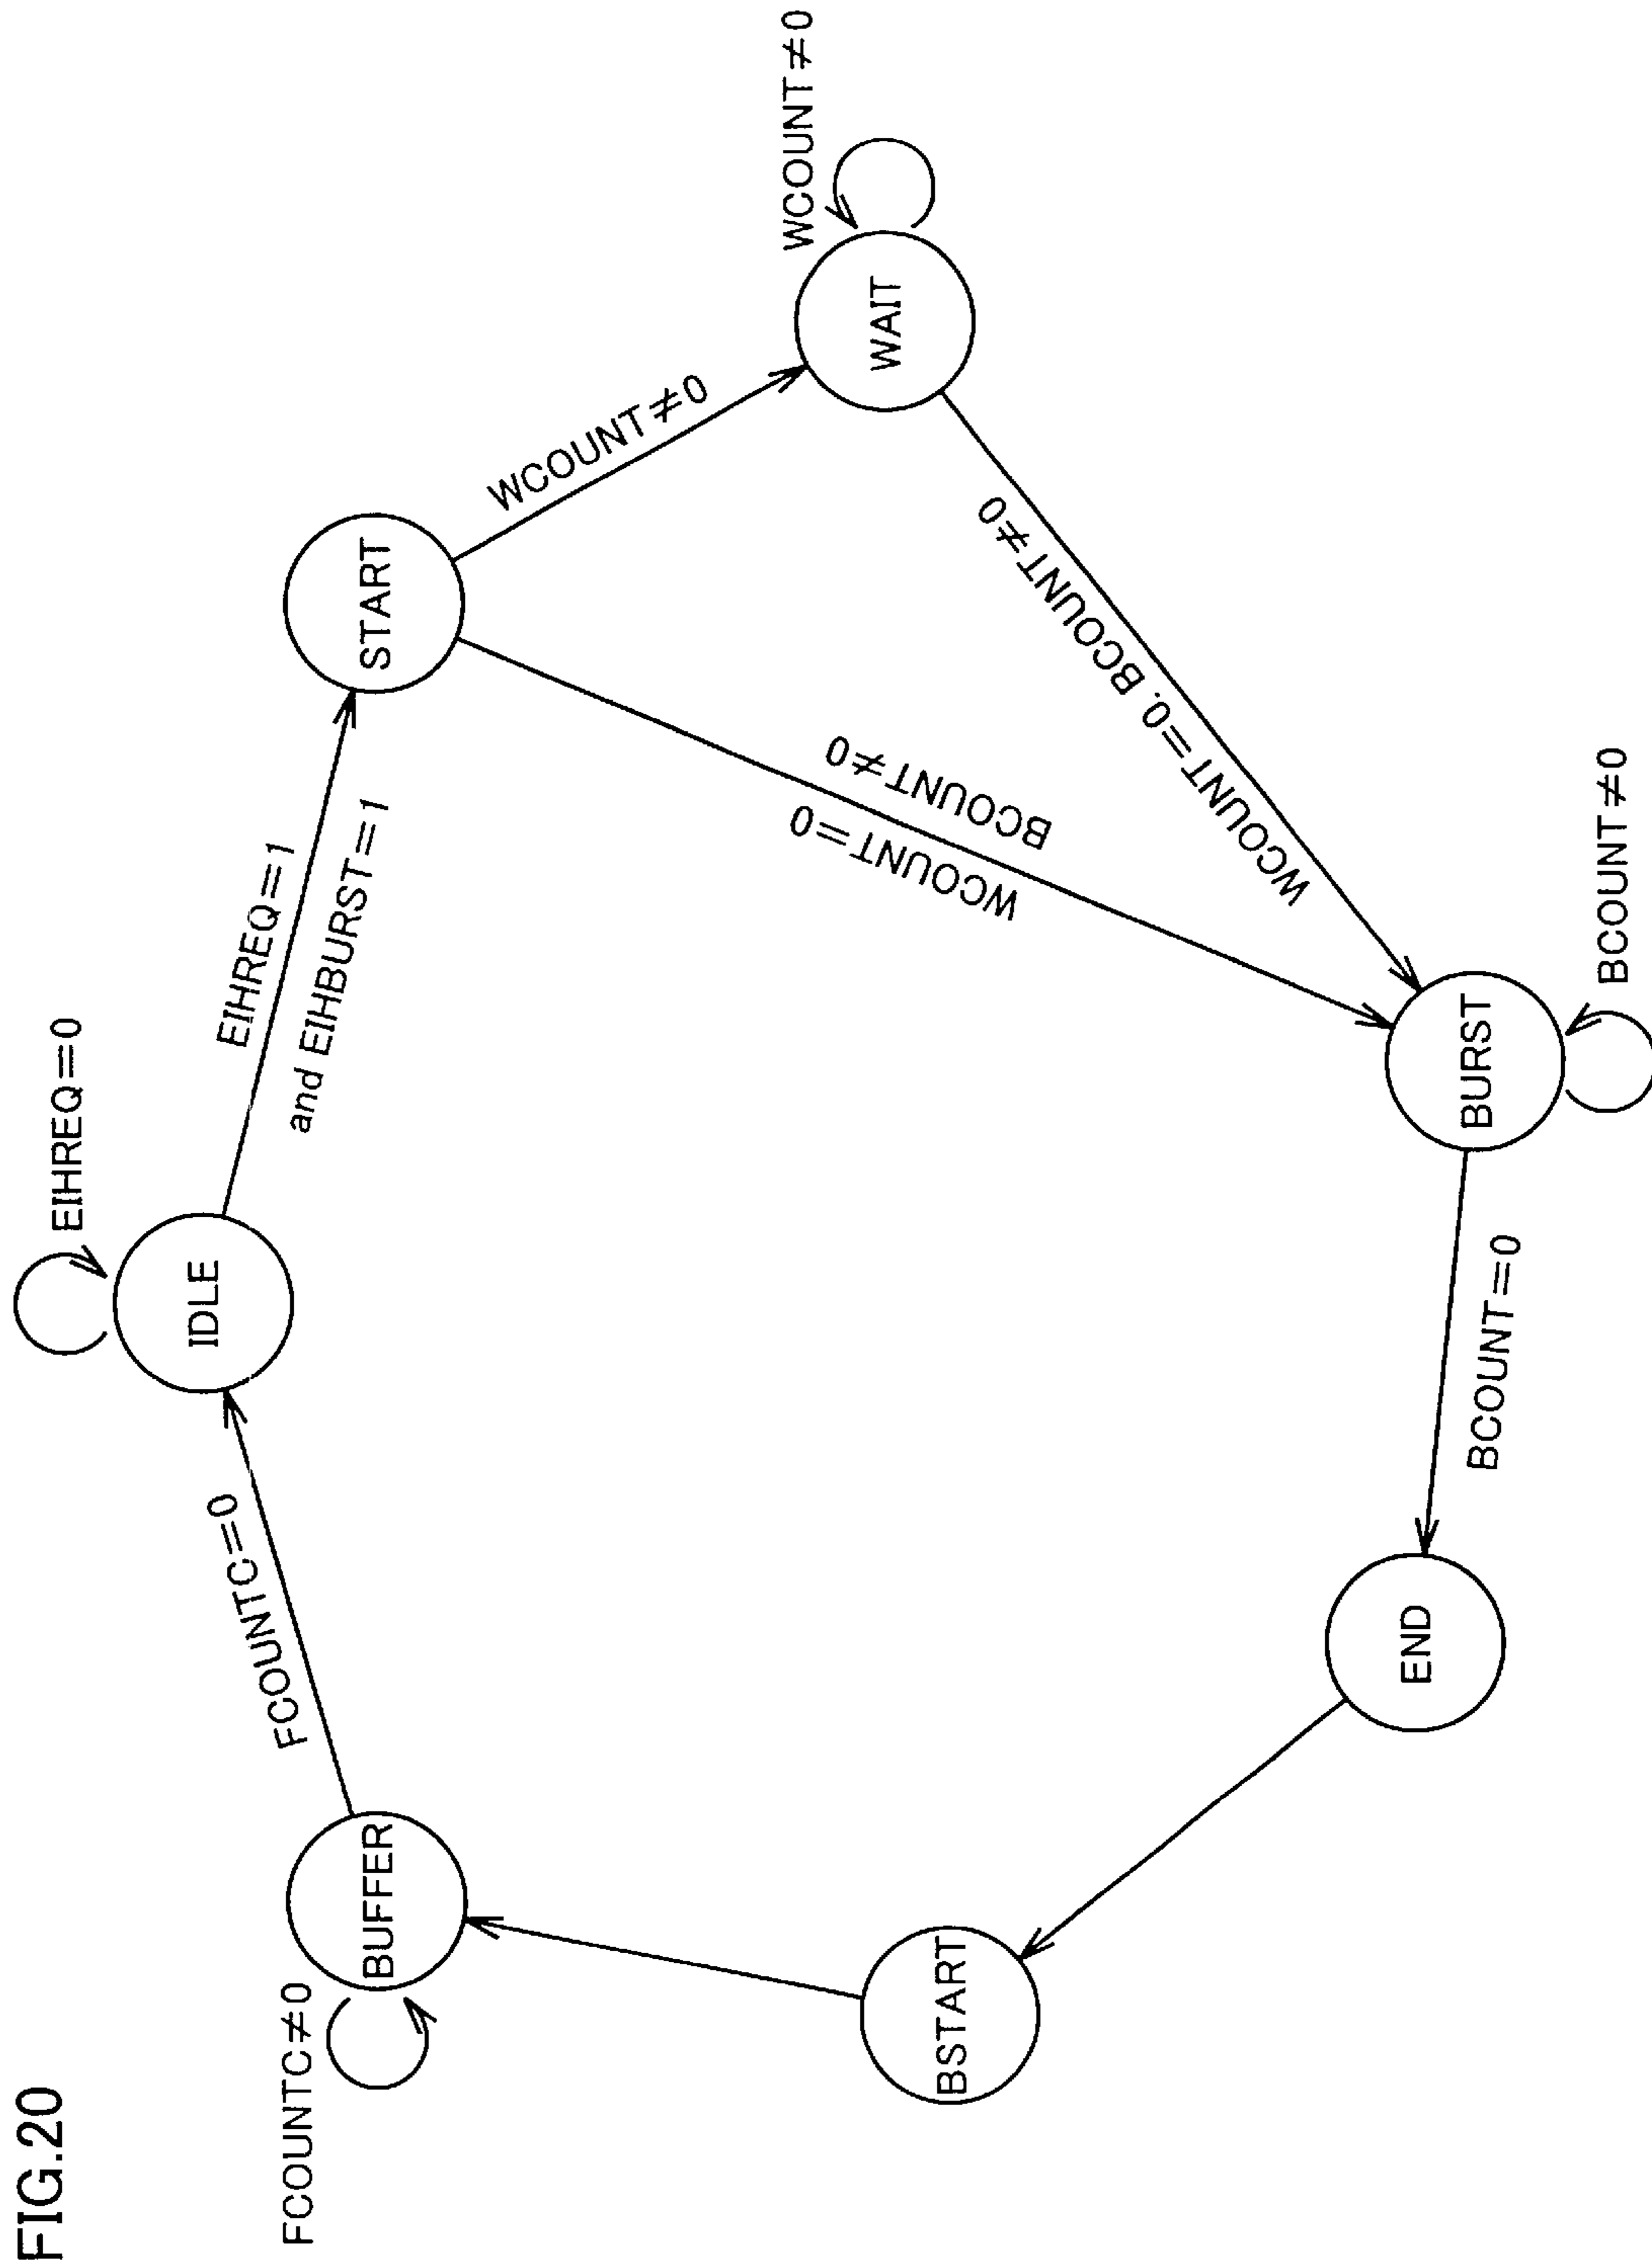 FIG.20
EIHREQ=0
IDLE
EIHREQ=1
and EIHBURST=1
START
WCOUNT≠0
WCOUNT≠0
WAIT
WCOUNT=0
BCOUNT≠0
WCOUNT=0. BCOUNT≠0
BURST
BCOUNT≠0
BCOUNT=0
END
BSTART
BUFFER
FCOUNTC≠0
FCOUNTC=0